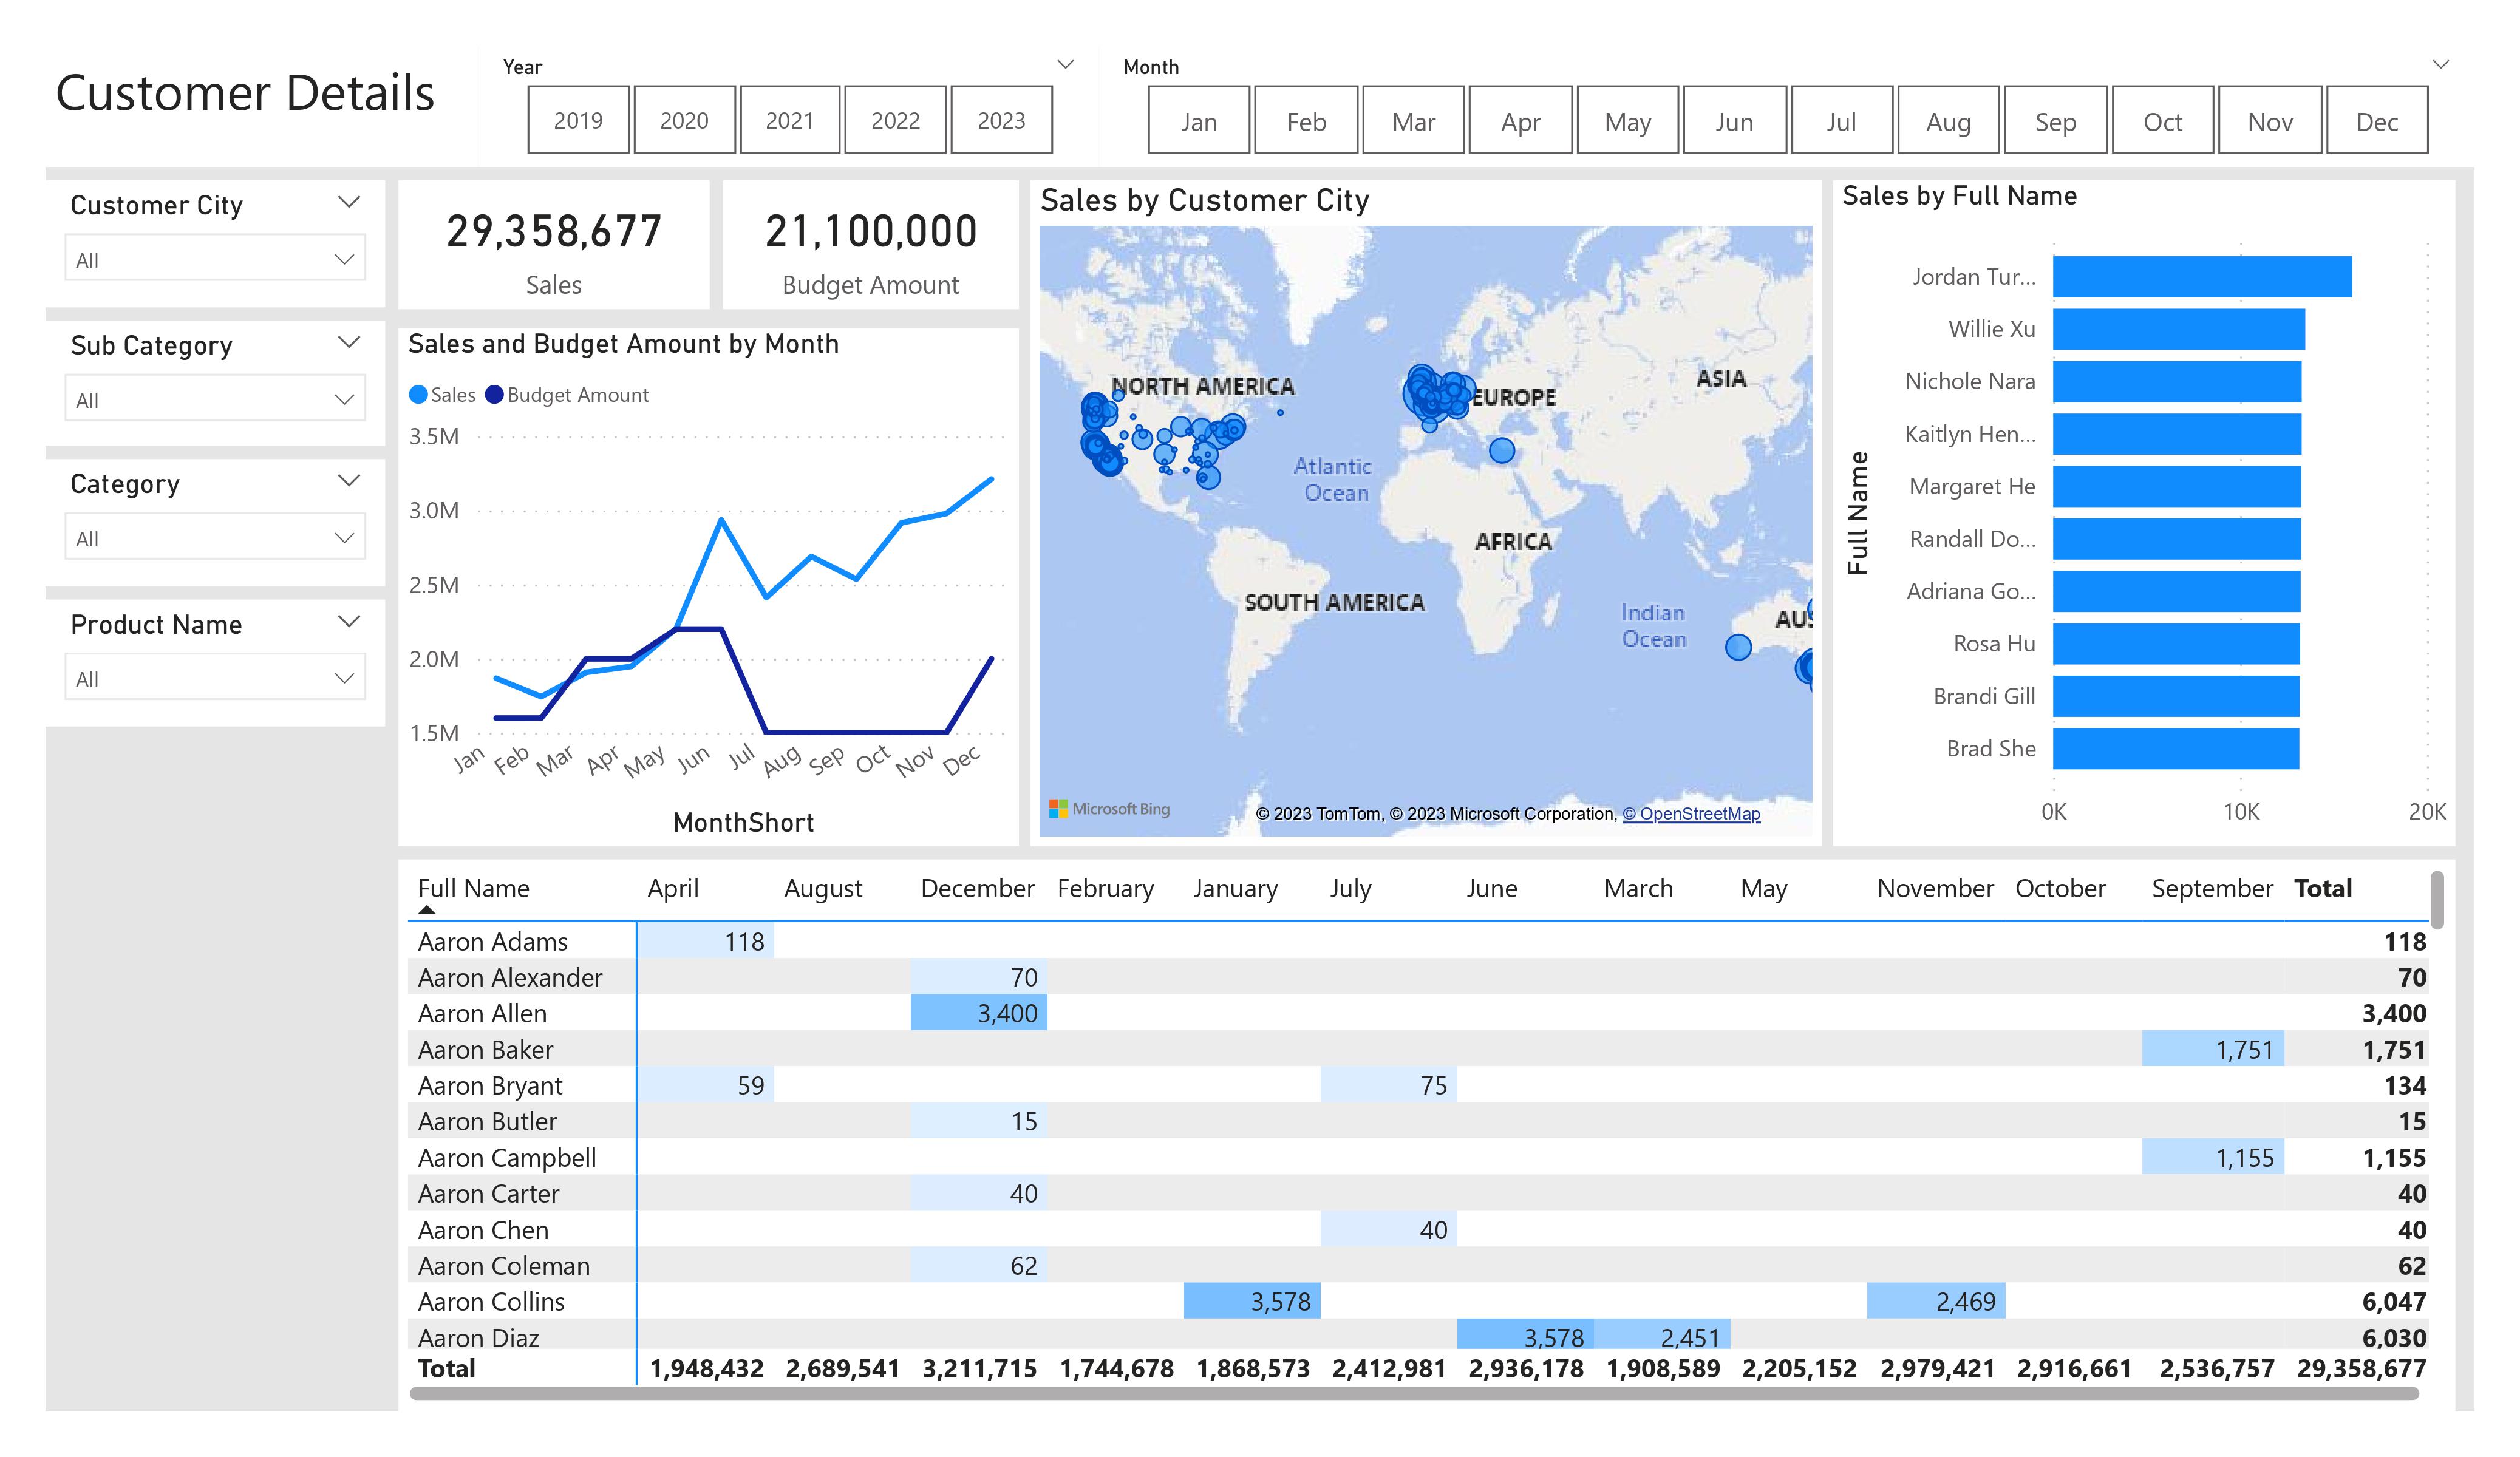 Customer Details
Year
2019 2020 2021 2022 2023
Month
Jan Feb Mar Apr May Jun Jul Aug Sep Oct Nov Dec
Customer City
All
Sub Category
All
Category
All
Product Name
All
29,358,677
Sales
21,100,000
Budget Amount
Sales and Budget Amount by Month
Sales Budget Amount
3.5M
3.0M
2.5M
2.0M
1.5M
Jan Feb Mar Apr May Jun Jul Aug Sep Oct Nov Dec
MonthShort
Sales by Customer City
NORTH AMERICA
EUROPE
ASIA
Atlantic
Ocean
AFRICA
SOUTH AMERICA
Indian
Ocean
AUS
Microsoft Bing
© 2023 TomTom, © 2023 Microsoft Corporation, © OpenStreetMap
Sales by Full Name
Full Name
Jordan Tur...
Willie Xu
Nichole Nara
Kaitlyn Hen...
Margaret He
Randall Do...
Adriana Go...
Rosa Hu
Brandi Gill
Brad She
0K 10K 20K
Full Name April August December February January July June March May November October September Total
Aaron Adams 118 118
Aaron Alexander 70 70
Aaron Allen 3,400 3,400
Aaron Baker 1,751 1,751
Aaron Bryant 59 75 134
Aaron Butler 15 15
Aaron Campbell 1,155 1,155
Aaron Carter 40 40
Aaron Chen 40 40
Aaron Coleman 62 62
Aaron Collins 3,578 2,469 6,047
Aaron Diaz 3,578 2,451 6,030
Total 1,948,432 2,689,541 3,211,715 1,744,678 1,868,573 2,412,981 2,936,178 1,908,589 2,205,152 2,979,421 2,916,661 2,536,757 29,358,677